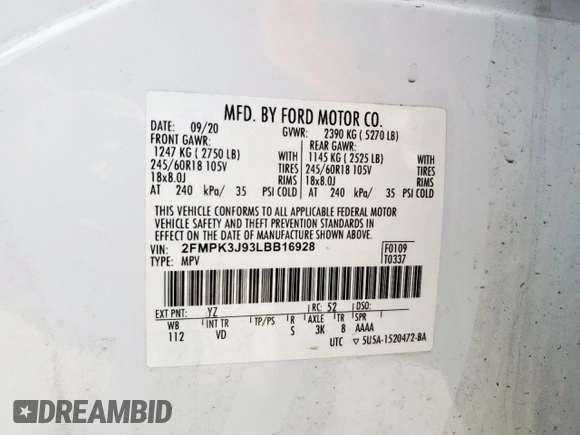 MFD. BY FORD MOTOR CO.
DATE: 09/20 GVWR: 2390 KG ( 5270 LB)
FRONT GAWR: REAR GAWR:
1247 KG ( 2750 LB) WITH 1145 KG ( 2525 LB) WITH
245/60R18 105V TIRES 245/60R18 105V TIRES
18x8.0J RIMS 18x8.0J RIMS
AT 240 kPa/ 35 PSI COLD AT 240 kPa/ 35 PSI COLD
THIS VEHICLE CONFORMS TO ALL APPLICABLE FEDERAL MOTOR
VEHICLE SAFETY AND THEFT PREVENTION STANDARDS IN
EFFECT ON THE DATE OF MANUFACTURE SHOWN ABOVE.
VIN: 2FMPK3J93LBB16928 F0109
TYPE: MPV T0337
EXT PNT: YZ RC: 52 DSO:
WB INT TR TP/PS R AXLE TR SPR
112 VD S 3K 8 AAAA
UTC ▽ 5U5A-1520472-BA
DREAMBID